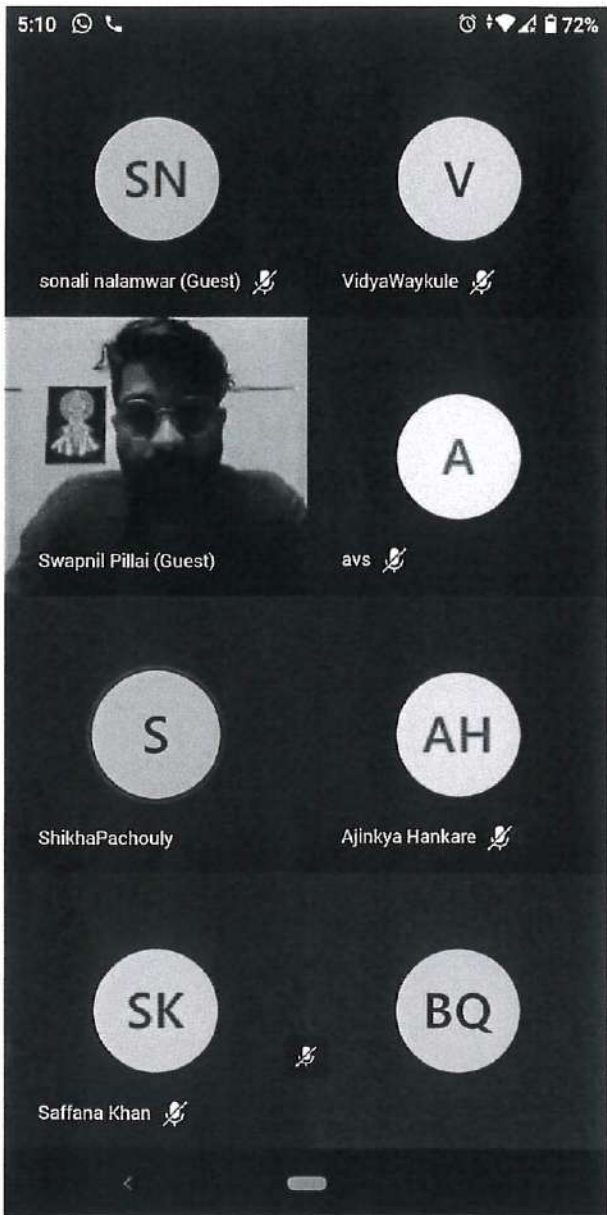 5:10 72%
SN V
sonali nalamwar (Guest) VidyaWaykule
A
Swapnil Pillai (Guest) avs
S AH
ShikhaPachouly Ajinkya Hankare
SK BQ
Saffana Khan